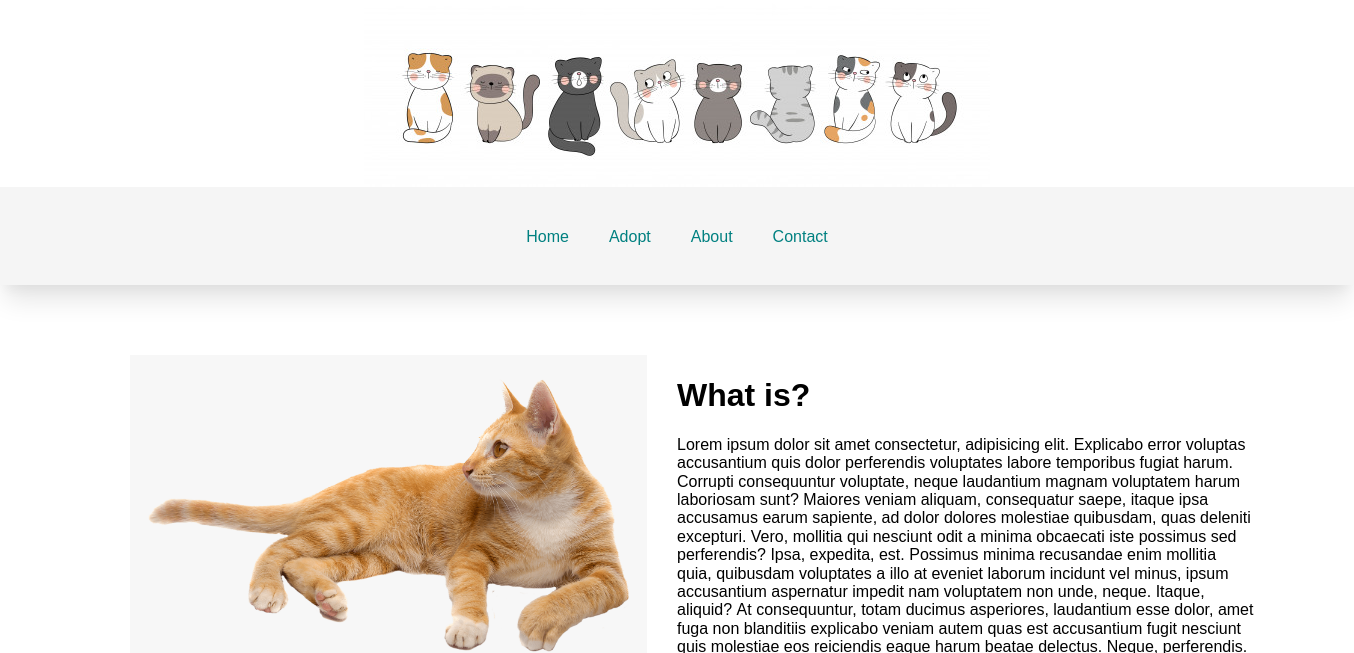 Home Adopt About Contact
What is?
Lorem ipsum dolor sit amet consectetur, adipisicing elit. Explicabo error voluptas
accusantium quis dolor perferendis voluptates labore temporibus fugiat harum.
Corrupti consequuntur voluptate, neque laudantium magnam voluptatem harum
laboriosam sunt? Maiores veniam aliquam, consequatur saepe, itaque ipsa
accusamus earum sapiente, ad dolor dolores molestiae quibusdam, quas deleniti
excepturi. Vero, mollitia qui nesciunt odit a minima obcaecati iste possimus sed
perferendis? Ipsa, expedita, est. Possimus minima recusandae enim mollitia
quia, quibusdam voluptates a illo at eveniet laborum incidunt vel minus, ipsum
accusantium aspernatur impedit nam voluptatem non unde, neque. Itaque,
aliquid? At consequuntur, totam ducimus asperiores, laudantium esse dolor, amet
fuga non blanditiis explicabo veniam autem quas est accusantium fugit nesciunt
quis molestiae eos reiciendis eaque harum beatae delectus. Neque, perferendis.